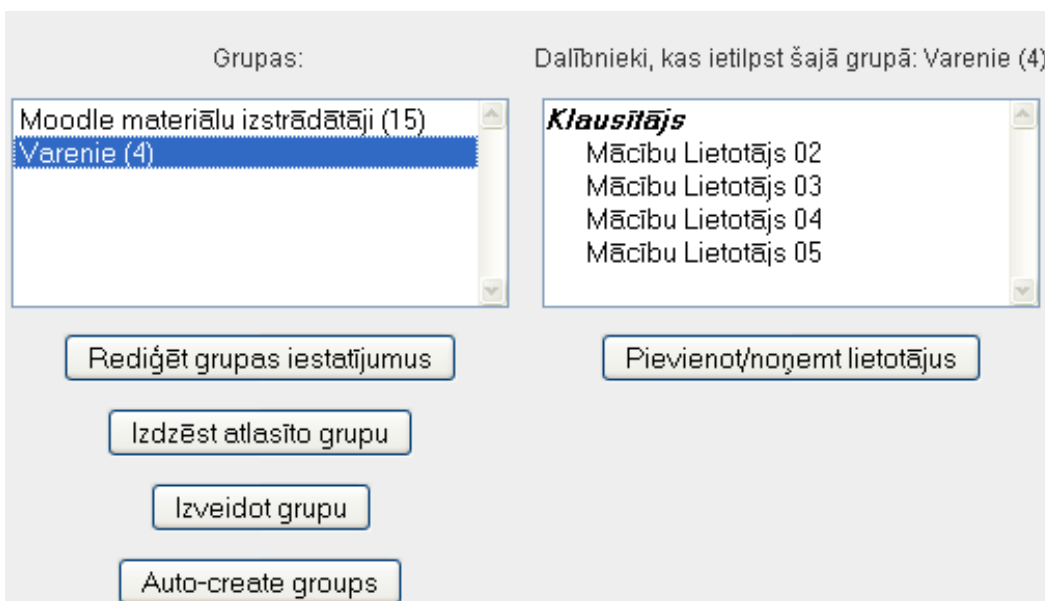 Grupas:
Moodle materiālu izstrādātāji (15)
Varenie (4)
Rediģēt grupas iestatījumus
Izdzēst atlasīto grupu
Izveidot grupu
Auto-create groups
Dalībnieki, kas ietilpst šajā grupā: Varenie (4)
Klausītājs
Mācību Lietotājs 02
Mācību Lietotājs 03
Mācību Lietotājs 04
Mācību Lietotājs 05
Pievienot/noņemt lietotājus